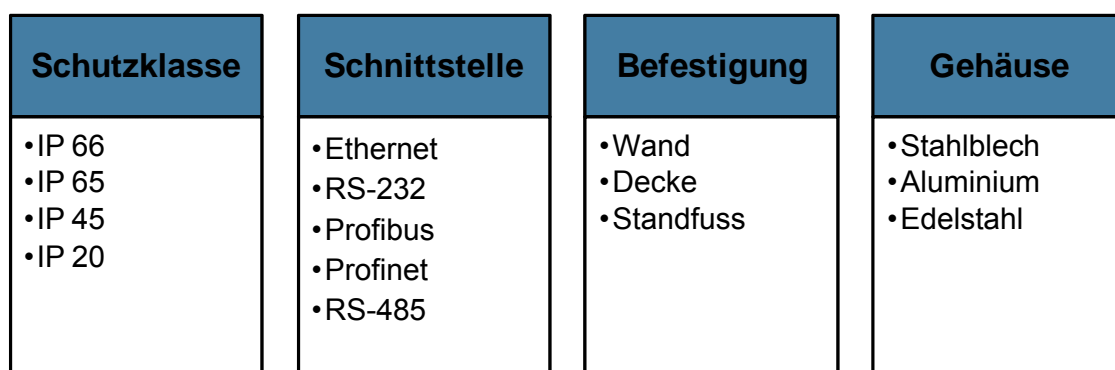 Schutzklasse
•IP 66
•IP 65
•IP 45
•IP 20
Schnittstelle
•Ethernet
•RS-232
•Profibus
•Profinet
•RS-485
Befestigung
•Wand
•Decke
•Standfuss
Gehäuse
•Stahlblech
•Aluminium
•Edelstahl